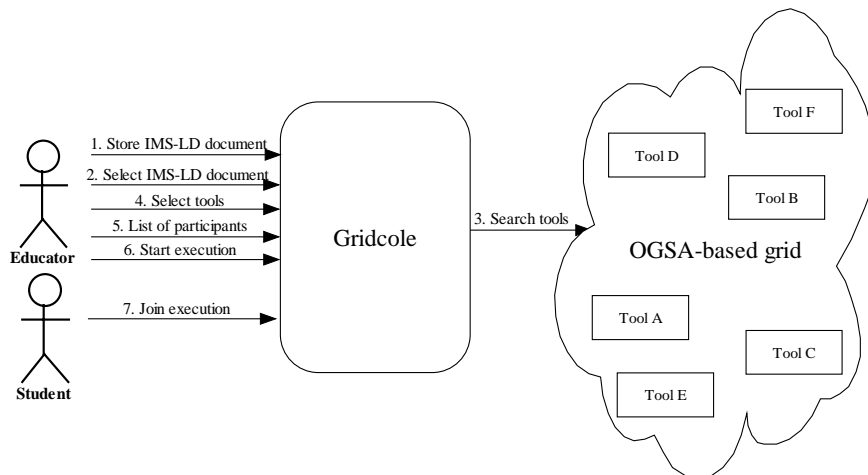 1. Store IMS-LD document
2. Select IMS-LD document
4. Select tools
5. List of participants
6. Start execution
Educator
7. Join execution
Student
Gridcole
3. Search tools
Tool F
Tool D
Tool B
OGSA-based grid
Tool A
Tool C
Tool E